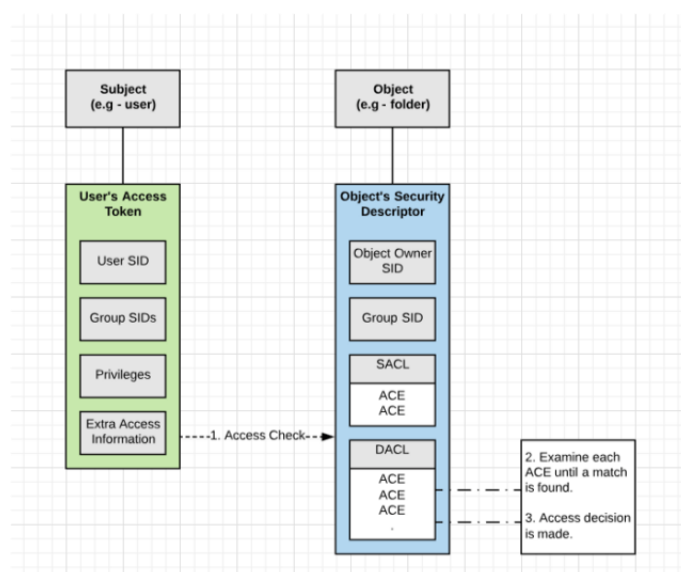 Subject
(e.g - user)
Object
(e.g - folder)
User's Access
Token
User SID
Group SIDs
Privileges
Extra Access
Information
1. Access Check
Object's Security
Descriptor
Object Owner
SID
Group SID
SACL
ACE
ACE
DACL
ACE
ACE
ACE
.
2. Examine each
ACE until a match
is found.
3. Access decision
is made.